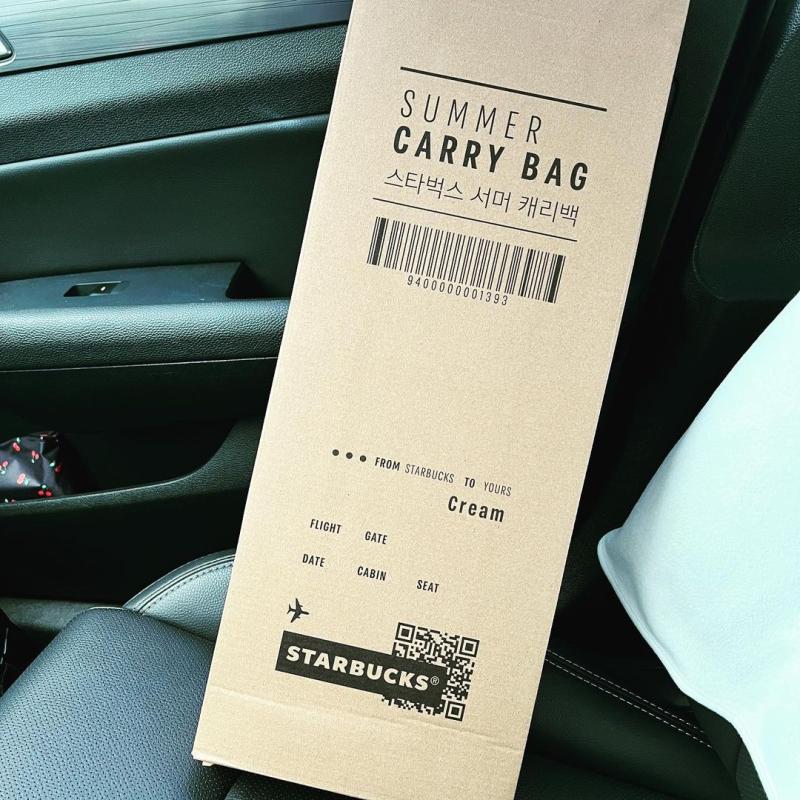 SUMMER
CARRY BAG
스타벅스 서머 캐리백
9400000001393
FROM STARBUCKS TO YOURS
Cream
FLIGHT GATE
DATE CABIN SEAT
STARBUCKS®